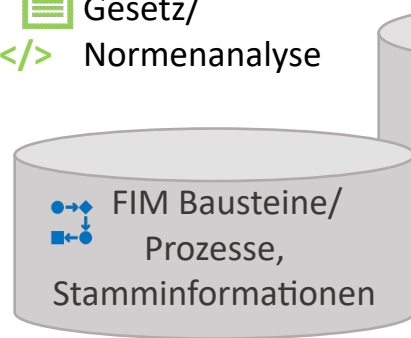 Gesetz/
</> Normenanalyse
FIM Bausteine/
Prozesse,
Stamminformationen